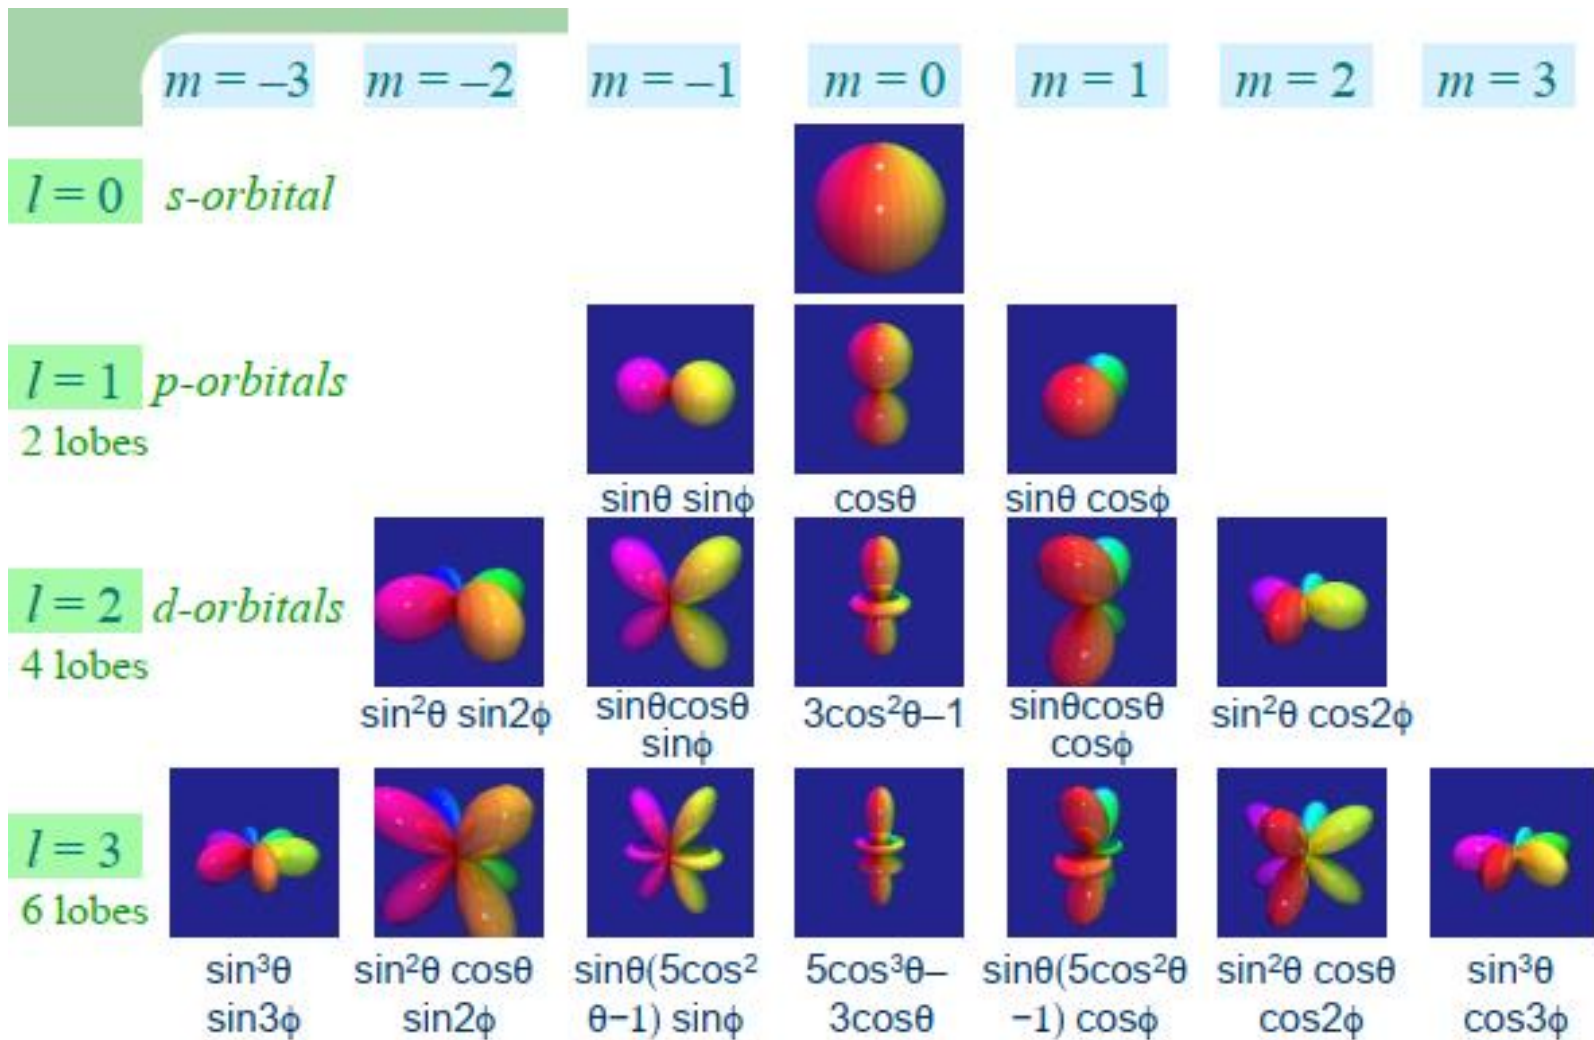 m = –3 m = –2 m = –1 m = 0 m = 1 m = 2 m = 3
l = 0 s-orbital
l = 1 p-orbitals
2 lobes
sinθ sinϕ cosθ sinθ cosϕ
l = 2 d-orbitals
4 lobes
sin²θ sin2ϕ sinθcosθ 3cos²θ–1 sinθcosθ sin²θ cos2ϕ
sinϕ cosϕ
l = 3
6 lobes
sin³θ sin²θ cosθ sinθ(5cos² 5cos³θ– sinθ(5cos²θ sin²θ cosθ sin³θ
sin3ϕ sin2ϕ θ−1) sinϕ 3cosθ −1) cosϕ cos2ϕ cos3ϕ